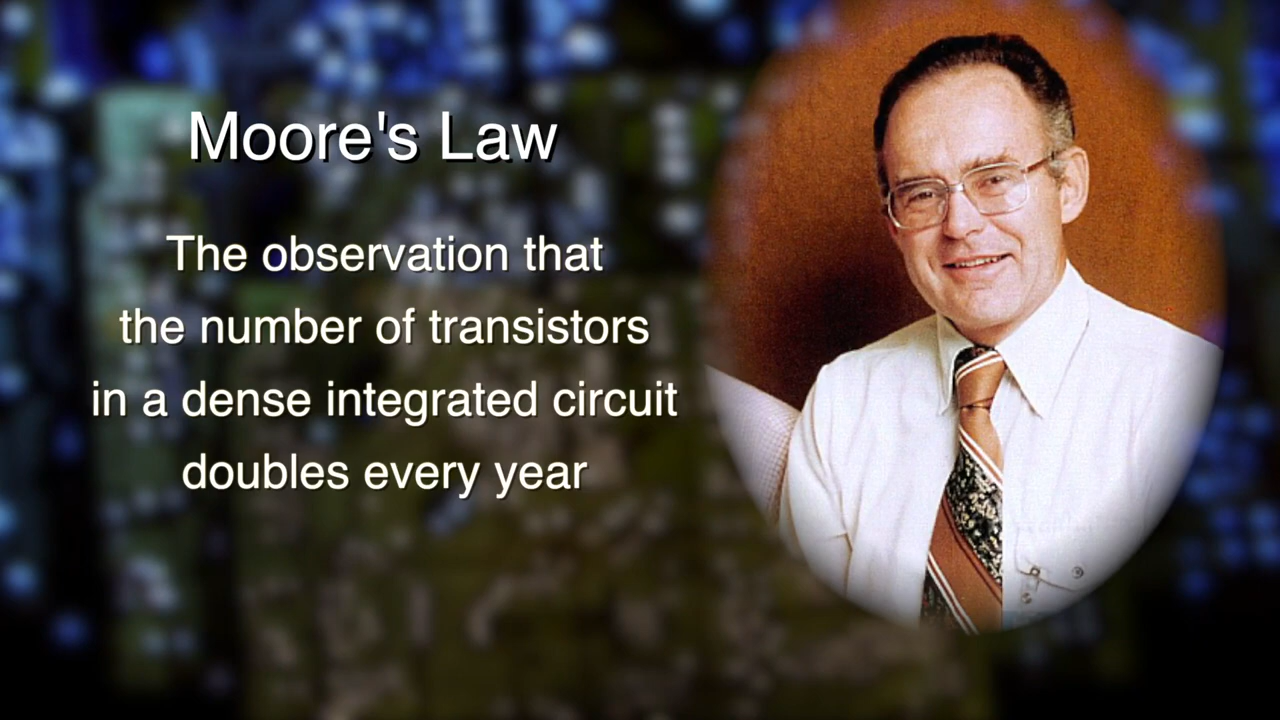 Moore's Law
The observation that
the number of transistors
in a dense integrated circuit
doubles every year